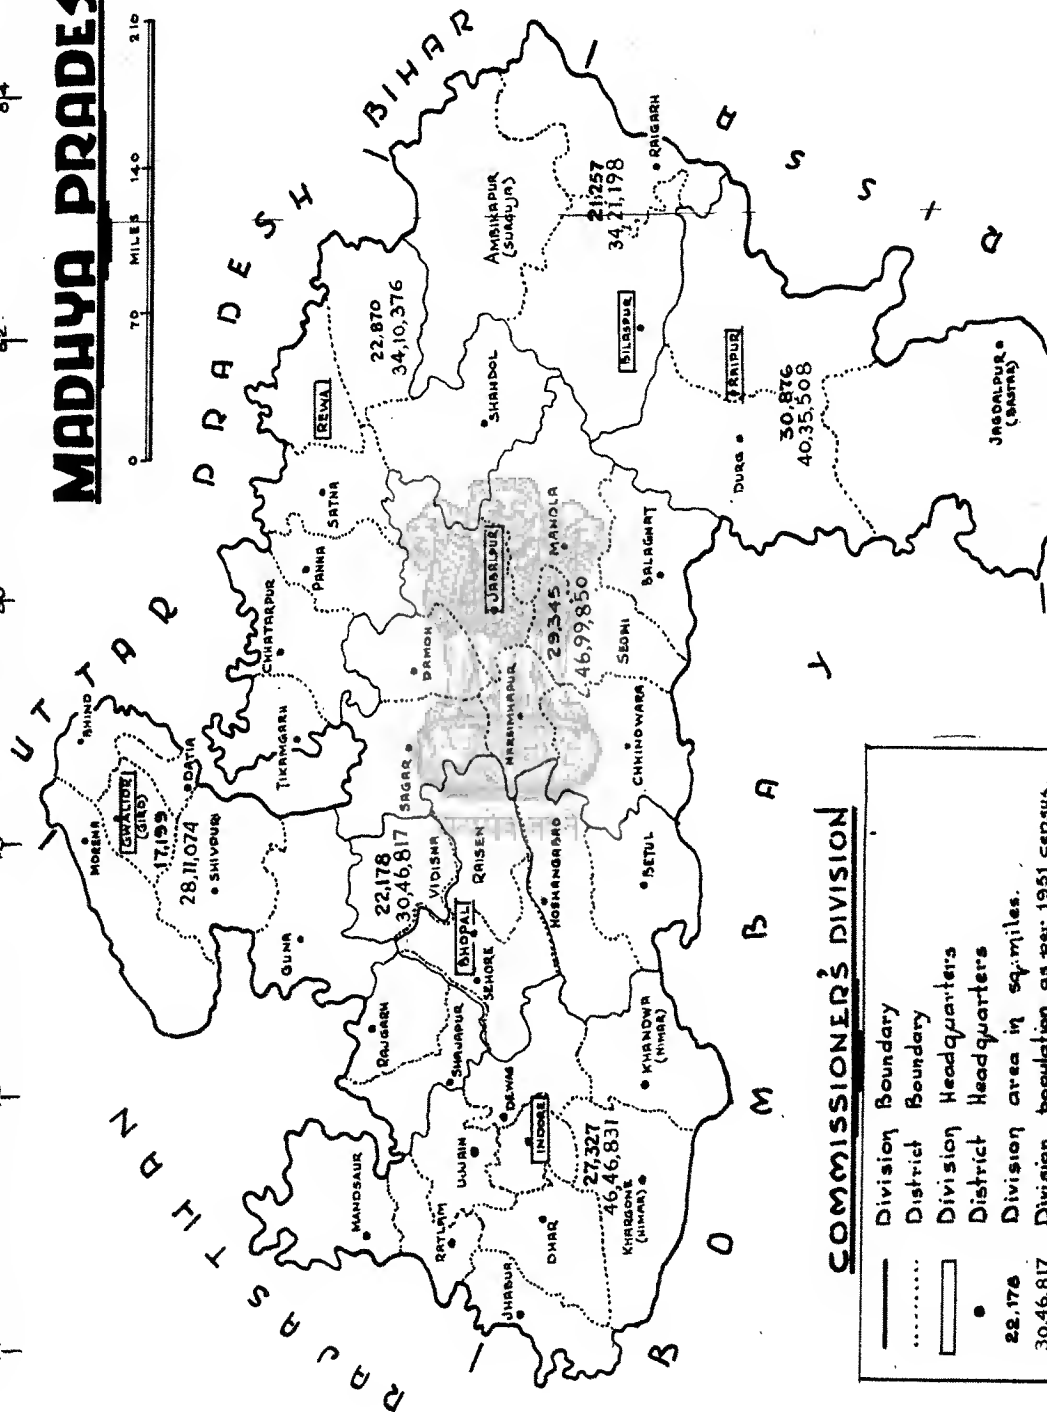 MADHYA PRADES
210
140
MILES
70
0
84
82
UTTAR
PRADESH
BIHAR
RAJASTHAN
BOMBAY
ORISSA
BHIND
MORENA
GWALIOR
(GIRD)
17,199
28,11,074
DATIA
SHIVPURI
GUNA
TIKAMGARH
CHHATARPUR
PANNA
SATNA
REWA
22,870
34,10,376
SHAHDOL
AMBIKAPUR
(SURGUJA)
21,257
34,21,198
RAIGARH
BILASPUR
RAIPUR
30,876
40,35,508
DURG
JAGDALPUR
(BASTAR)
MANDSAUR
RATLAM
UJJAIN
JHABUA
DHAR
INDORE
DEWAS
SHAJAPUR
RAJGARH
27,327
46,46,831
KHARGONE
(NIMAR)
KHANDWA
(NIMAR)
22,178
30,46,817
VIDISHA
RAISEN
BHOPAL
SEHORE
HOSHANGABAD
BETUL
SAGAR
DAMOH
JABALPUR
NARSIMHAPUR
MANDLA
29,345
46,99,850
SEONI
BALAGHAT
CHHINDWARA
COMMISSIONER'S DIVISION
Division Boundary
District Boundary
Division Headquarters
District Headquarters
22,178 Division area in sq. miles.
30,46,817 Division population as per 1951 census.